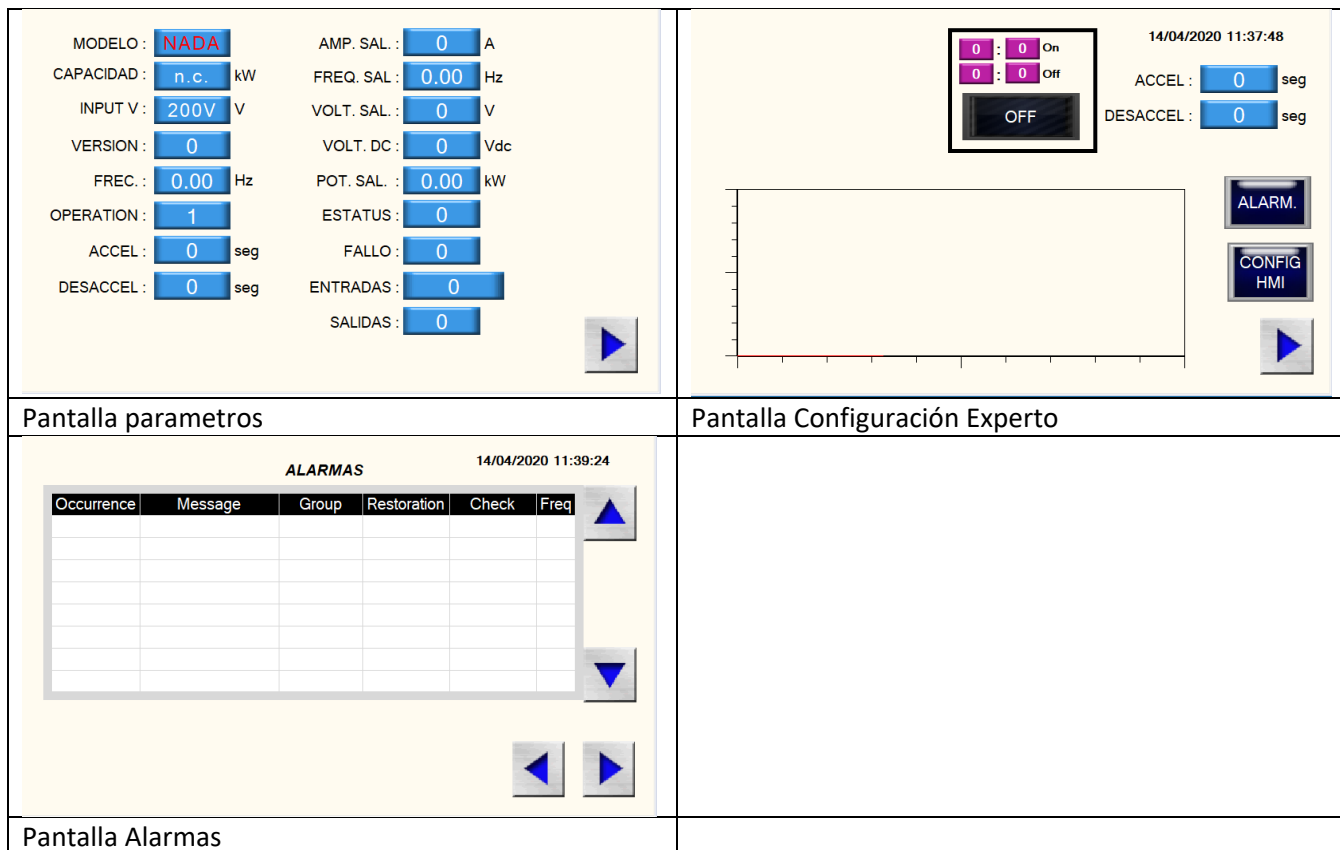 MODELO : NADA AMP. SAL. : 0 A
CAPACIDAD : n.c. kW FREQ. SAL : 0.00 Hz
INPUT V : 200V V VOLT. SAL. : 0 V
VERSION : 0 VOLT. DC : 0 Vdc
FREC. : 0.00 Hz POT. SAL. : 0.00 kW
OPERATION : 1 ESTATUS : 0
ACCEL : 0 seg FALLO : 0
DESACCEL : 0 seg ENTRADAS : 0
SALIDAS : 0
14/04/2020 11:37:48
0 : 0 On
0 : 0 Off
OFF
ACCEL : 0 seg
DESACCEL : 0 seg
ALARM.
CONFIG
HMI
Pantalla parametros
Pantalla Configuración Experto
ALARMAS
14/04/2020 11:39:24
Occurrence Message Group Restoration Check Freq
Pantalla Alarmas